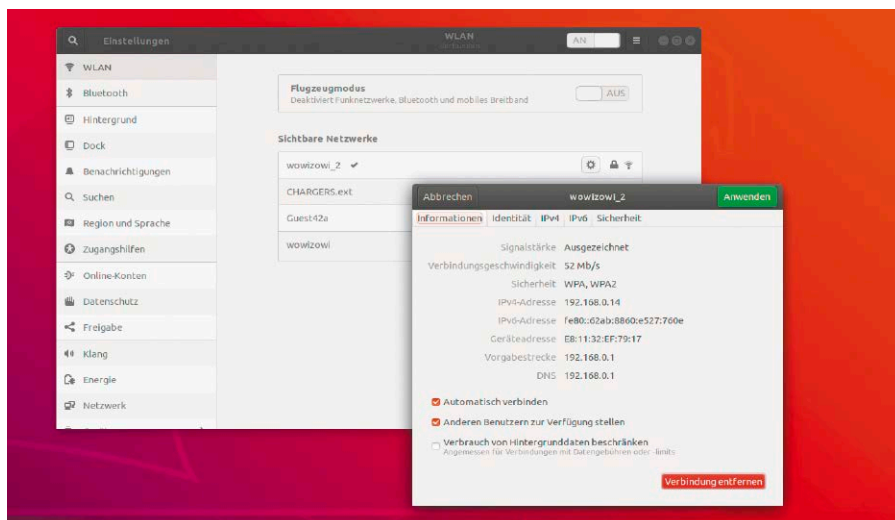 Einstellungen
WLAN
AN
WLAN
Bluetooth
Hintergrund
Dock
Benachrichtigungen
Suchen
Region und Sprache
Zugangshilfen
Online-Konten
Datenschutz
Freigabe
Klang
Energie
Netzwerk
Flugzeugmodus
Deaktiviert Funknetzwerke, Bluetooth und mobiles Breitband
AUS
Sichtbare Netzwerke
wowizowi_2
CHARGERS.ext
Guest42a
wowizowi
Abbrechen
wowizowi_2
Anwenden
Informationen Identität IPv4 IPv6 Sicherheit
Signalstärke Ausgezeichnet
Verbindungsgeschwindigkeit 52 Mb/s
Sicherheit WPA, WPA2
IPv4-Adresse 192.168.0.14
IPv6-Adresse fe80::62ab:8860:e527:760e
Geräteadresse E8:11:32:EF:79:17
Vorgabestrecke 192.168.0.1
DNS 192.168.0.1
Automatisch verbinden
Anderen Benutzern zur Verfügung stellen
Verbrauch von Hintergrunddaten beschränken
Angemessen für Verbindungen mit Datengebühren oder -limits
Verbindung entfernen